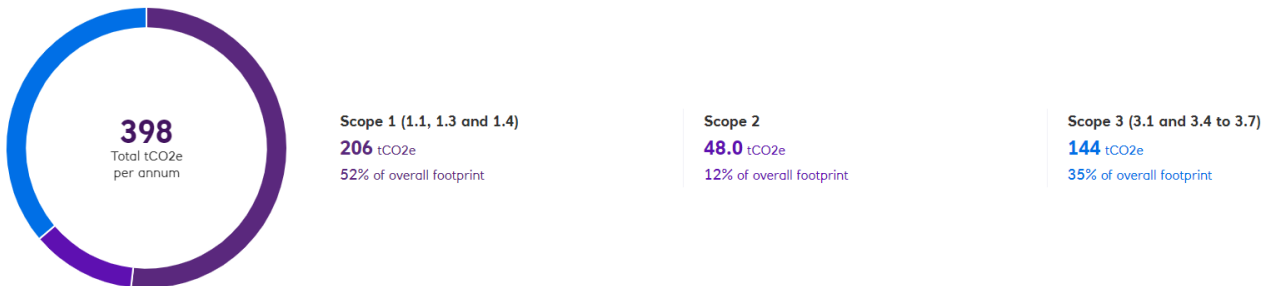 398
Total tCO2e
per annum
Scope 1 (1.1, 1.3 and 1.4)
206 tCO2e
52% of overall footprint
Scope 2
48.0 tCO2e
12% of overall footprint
Scope 3 (3.1 and 3.4 to 3.7)
144 tCO2e
35% of overall footprint